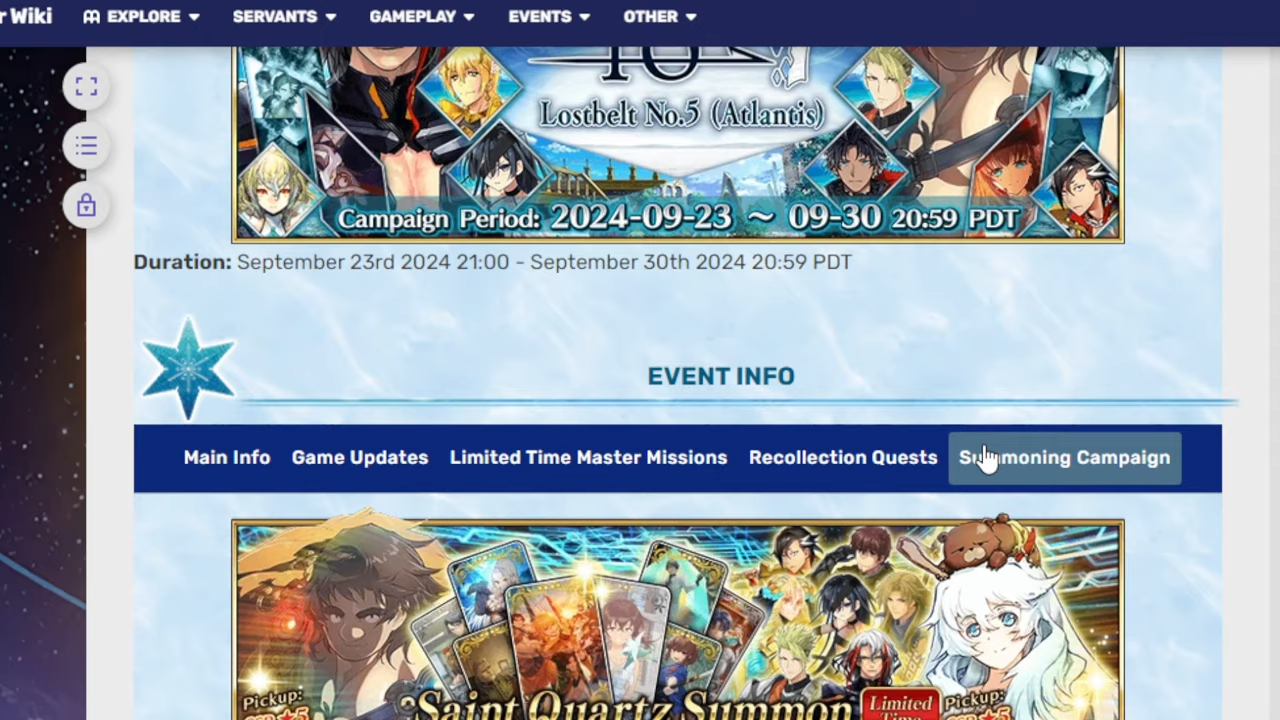 r Wiki EXPLORE SERVANTS GAMEPLAY EVENTS OTHER
Lostbelt No.5 (Atlantis)
Campaign Period: 2024-09-23 ~ 09-30 20:59 PDT
Duration: September 23rd 2024 21:00 - September 30th 2024 20:59 PDT
EVENT INFO
Main Info Game Updates Limited Time Master Missions Recollection Quests Summoning Campaign
Pickup: Saint Quartz Summon Limited Pickup:
Time